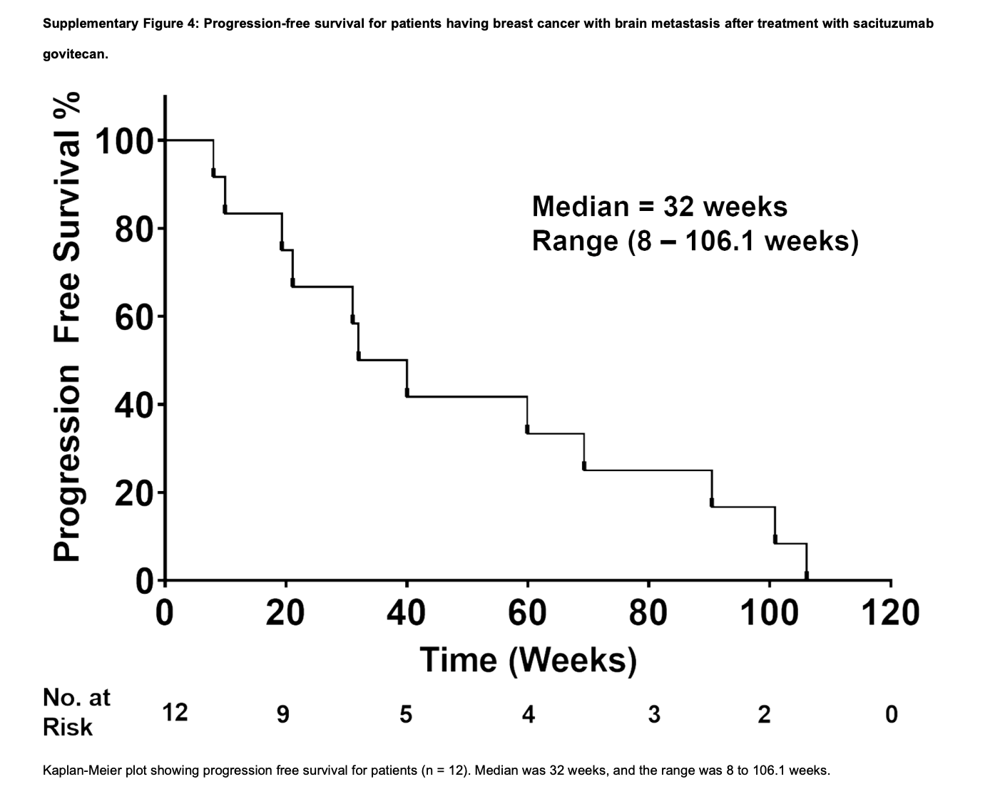 Supplementary Figure 4: Progression-free survival for patients having breast cancer with brain metastasis after treatment with sacituzumab
govitecan.
Progression Free Survival %
100
80
60
40
20
0
Median = 32 weeks
Range (8 – 106.1 weeks)
0 20 40 60 80 100 120
Time (Weeks)
No. at
Risk
12 9 5 4 3 2 0
Kaplan-Meier plot showing progression free survival for patients (n = 12). Median was 32 weeks, and the range was 8 to 106.1 weeks.